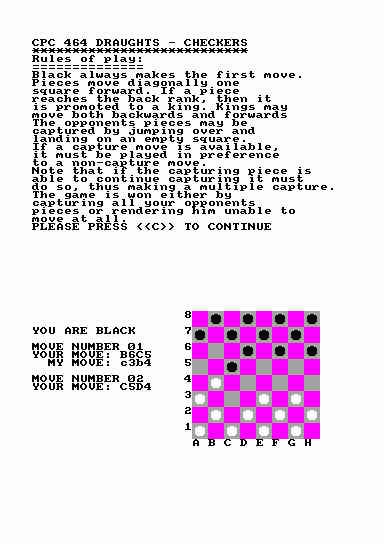 CPC 464 DRAUGHTS - CHECKERS
***************************
Rules of play:
==============
Black always makes the first move.
Pieces move diagonally one
square forward. If a piece
reaches the back rank, then it
is promoted to a king. Kings may
move both backwards and forwards
The opponents pieces may be
captured by jumping over and
landing on an empty square.
If a capture move is available,
it must be played in preference
to a non-capture move.
Note that if the capturing piece is
able to continue capturing it must
do so, thus making a multiple capture.
The game is won either by
capturing all your opponents
pieces or rendering him unable to
move at all.
PLEASE PRESS <<C>> TO CONTINUE
YOU ARE BLACK
MOVE NUMBER 01
YOUR MOVE: B6C5
MY MOVE: c3b4
MOVE NUMBER 02
YOUR MOVE: C5D4
8
7
6
5
4
3
2
1
A B C D E F G H